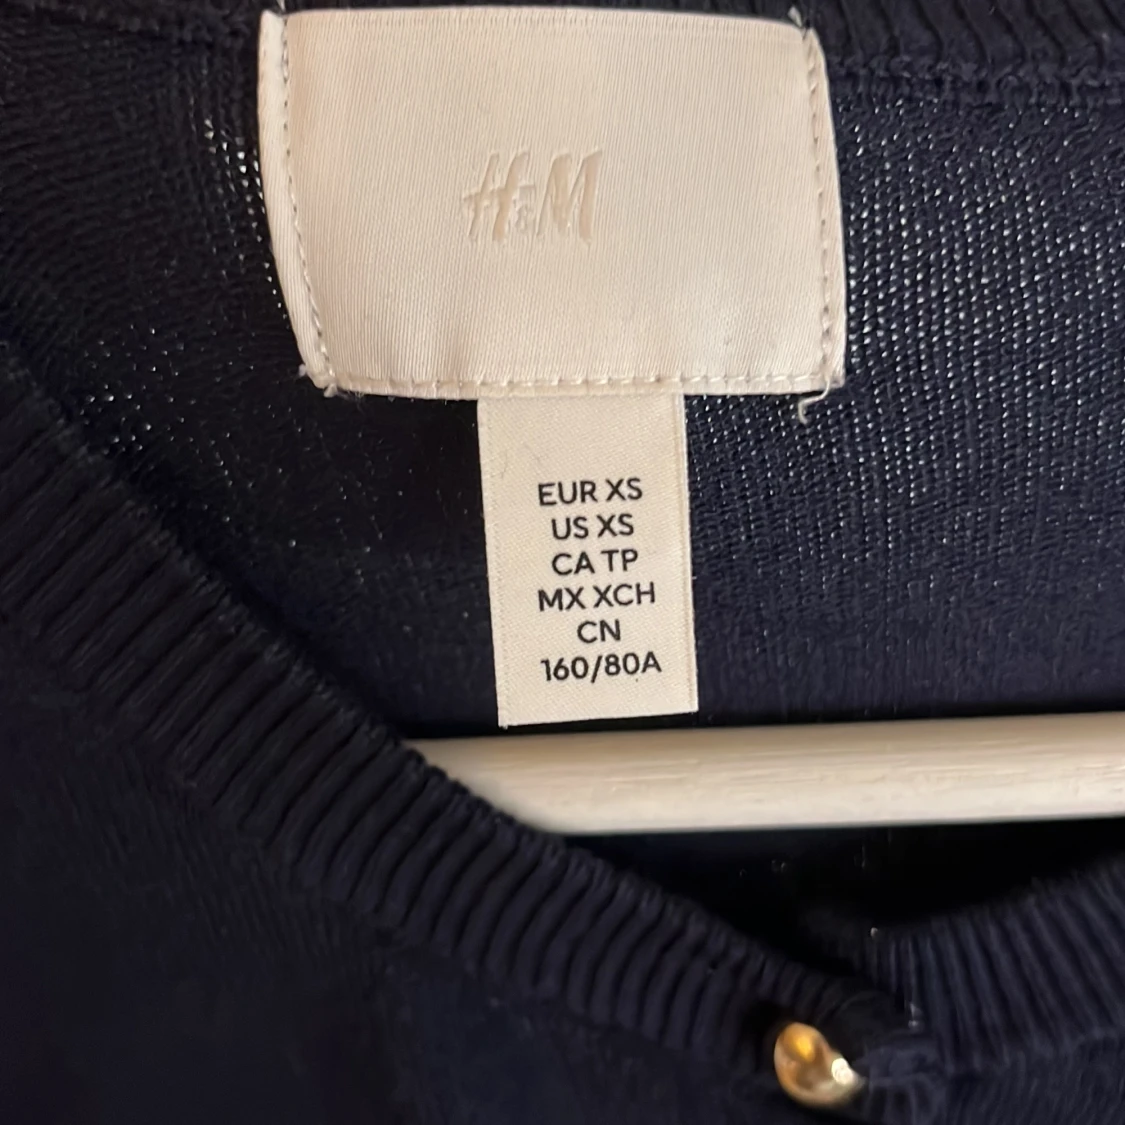 H&M
EUR XS
US XS
CA TP
MX XCH
CN
160/80A